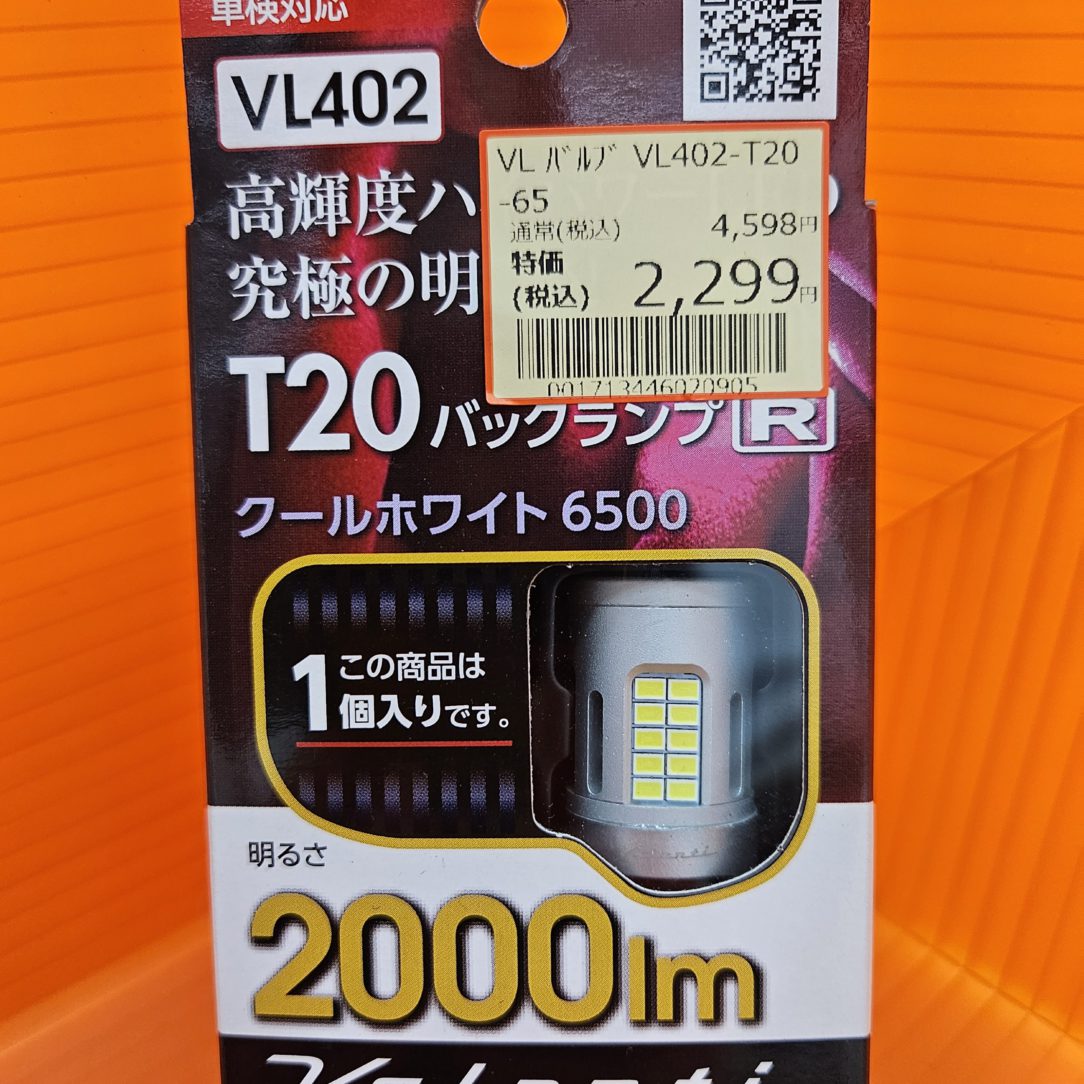 車検対応
VL402
VL バルブ VL402-T20
-65
通常(税込) 4,598円
特価
(税込) 2,299円
001713446020905
高輝度ハ
究極の明
T20 バックランプ R
クールホワイト 6500
1 この商品は
個入りです。
明るさ
2000lm
Valenti